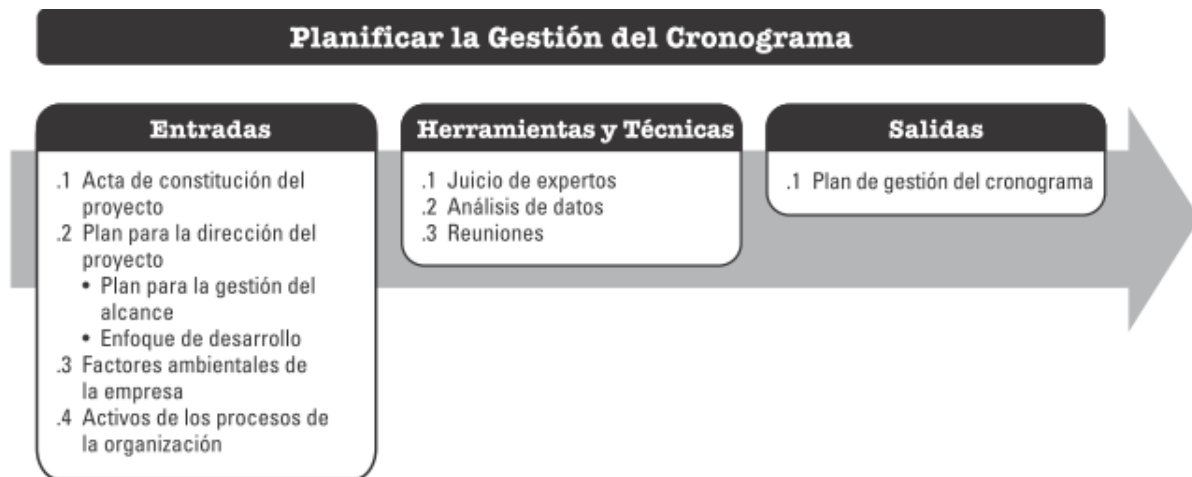 Planificar la Gestión del Cronograma
Entradas
.1 Acta de constitución del
proyecto
.2 Plan para la dirección del
proyecto
• Plan para la gestión del
alcance
• Enfoque de desarrollo
.3 Factores ambientales de
la empresa
.4 Activos de los procesos de
la organización
Herramientas y Técnicas
.1 Juicio de expertos
.2 Análisis de datos
.3 Reuniones
Salidas
.1 Plan de gestión del cronograma